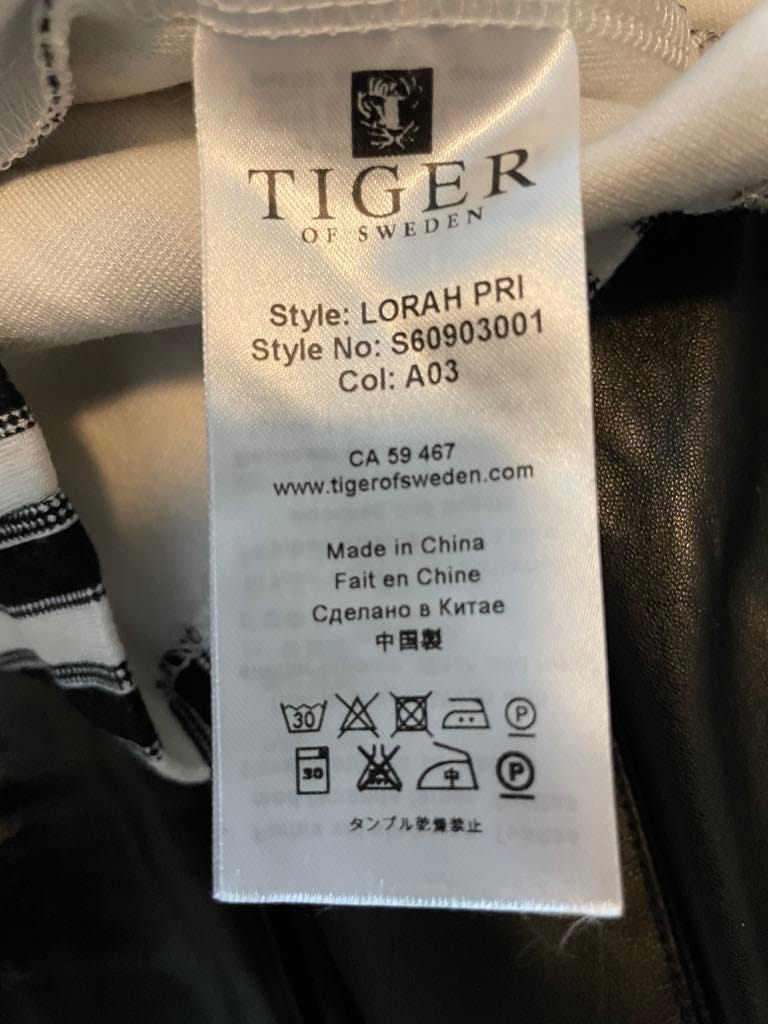 TIGER
OF SWEDEN
Style: LORAH PRI
Style No: S60903001
Col: A03
CA 59 467
www.tigerofsweden.com
Made in China
Fait en Chine
Сделано в Китае
中国製
30 P
30 中 P
タンブル乾燥禁止